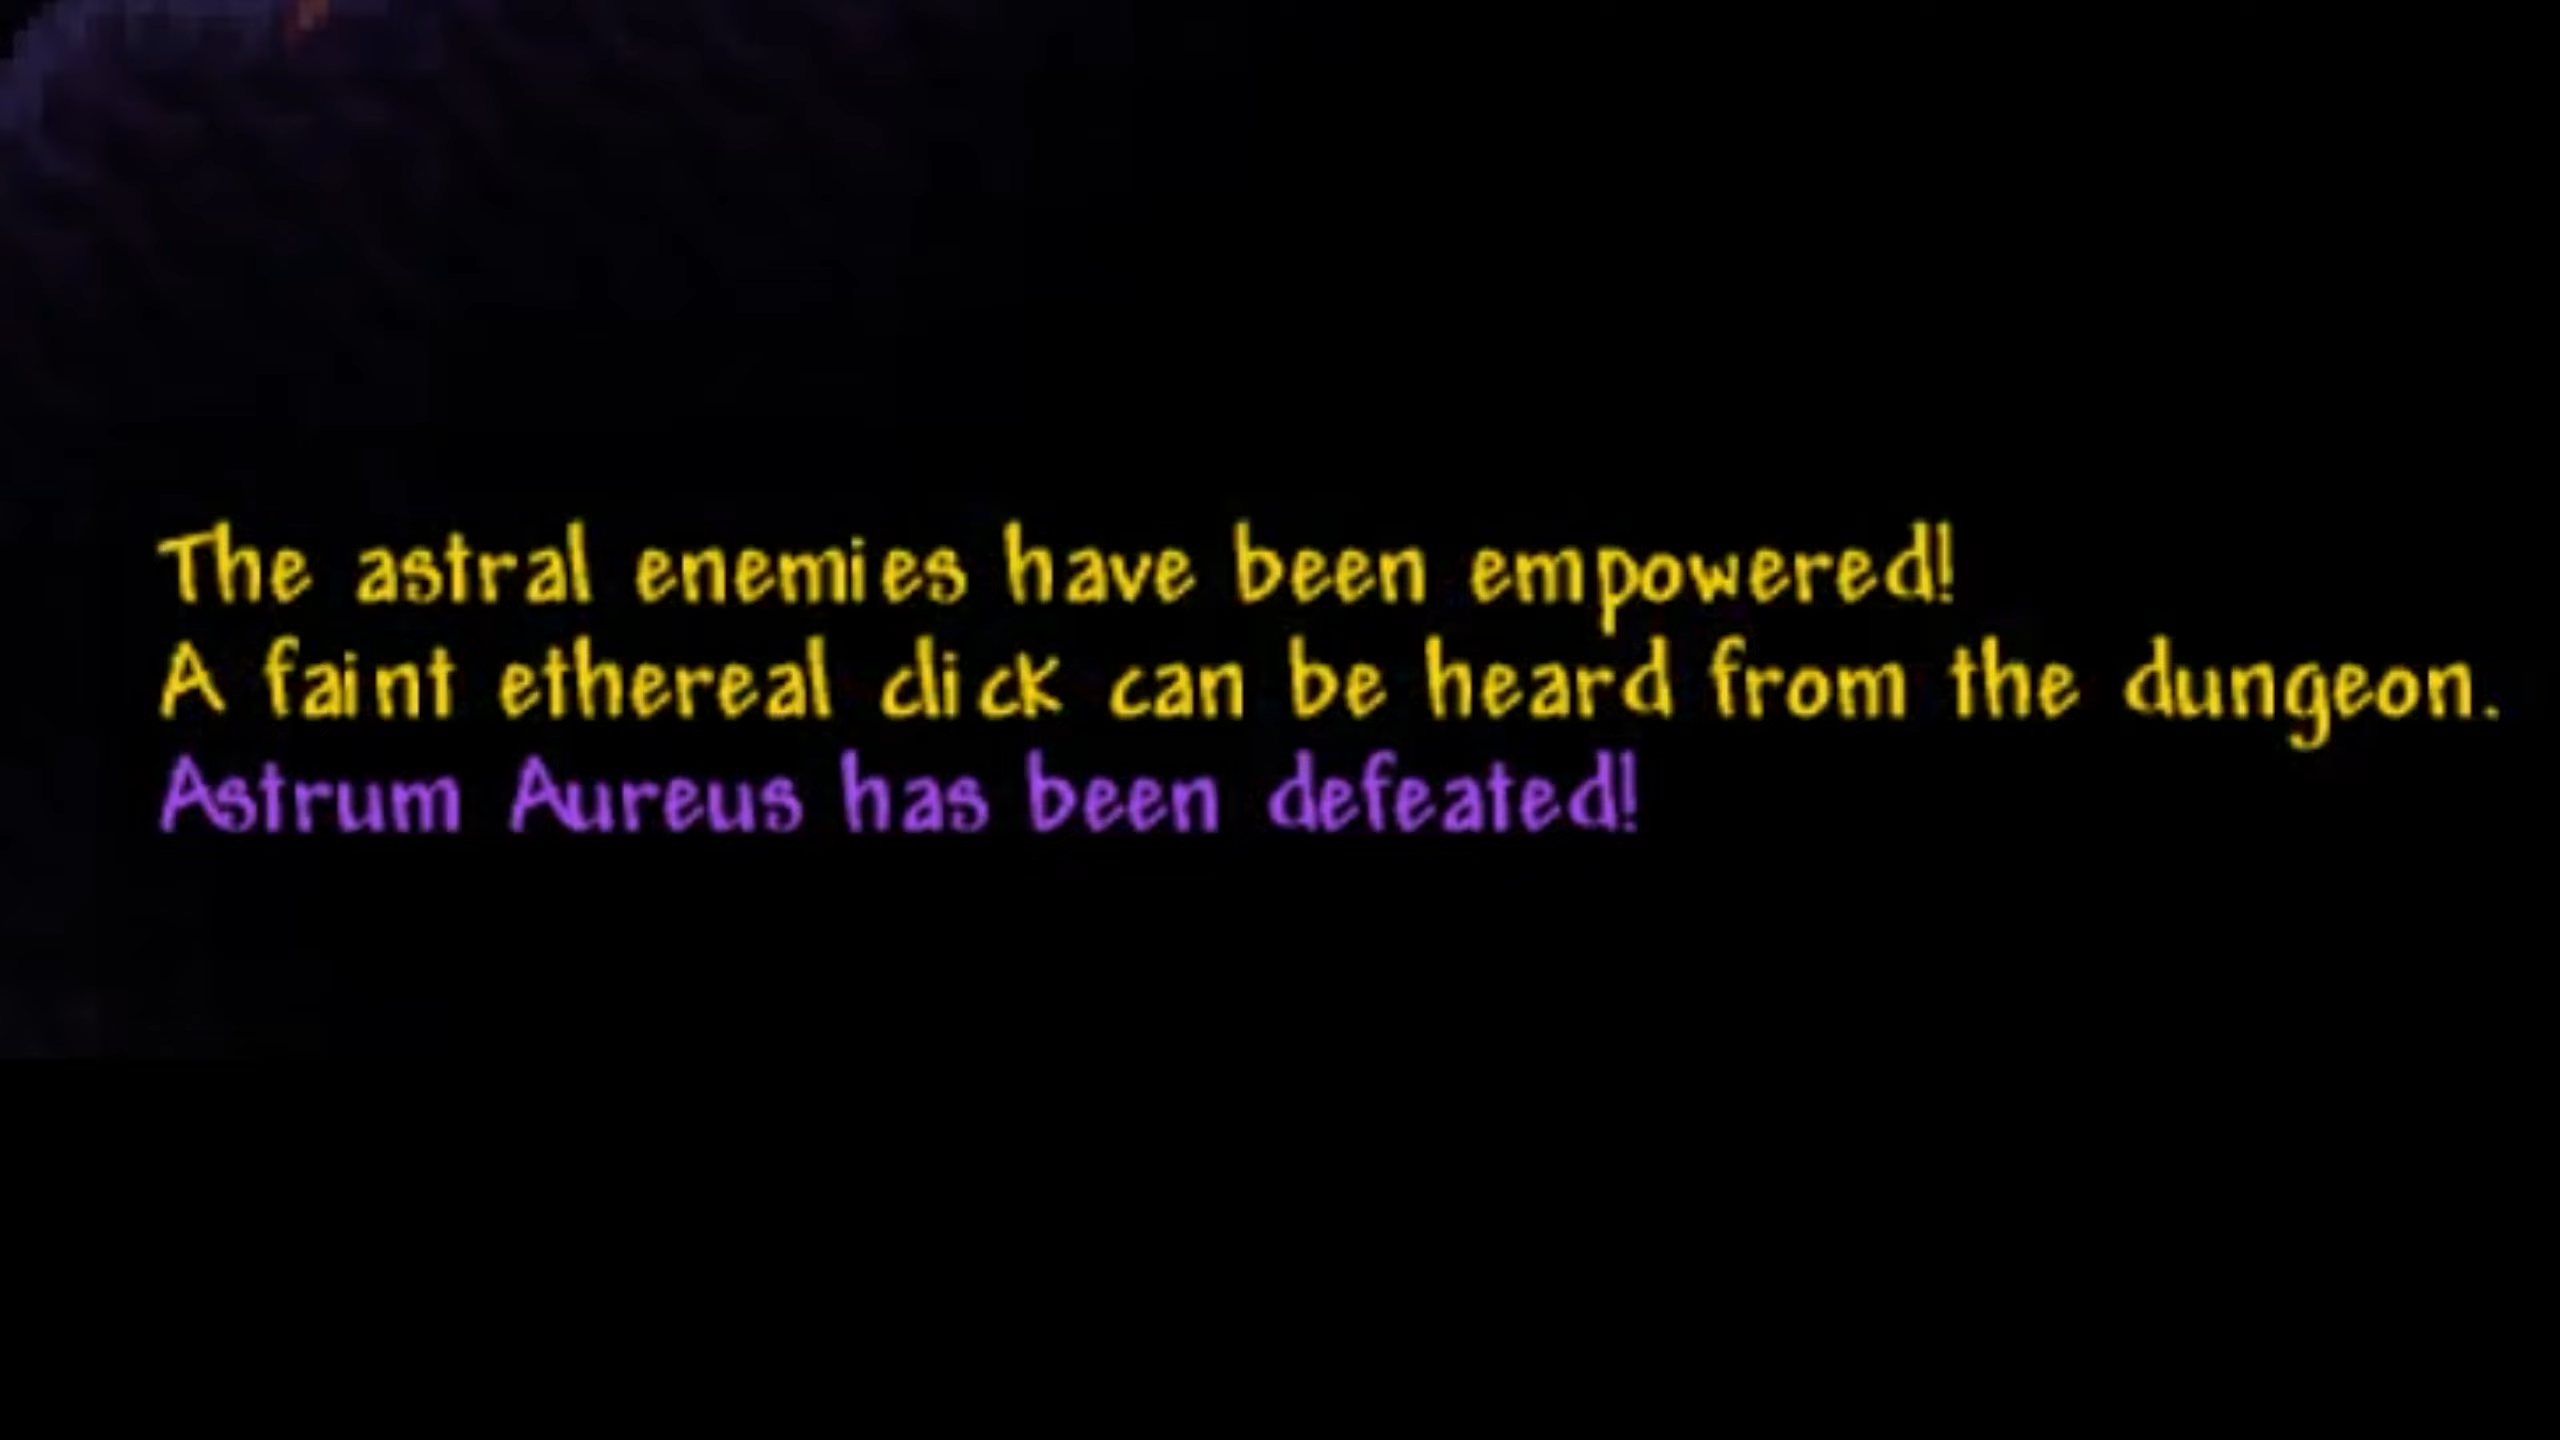 The astral enemies have been empowered!
A faint ethereal click can be heard from the dungeon.
Astrum Aureus has been defeated!